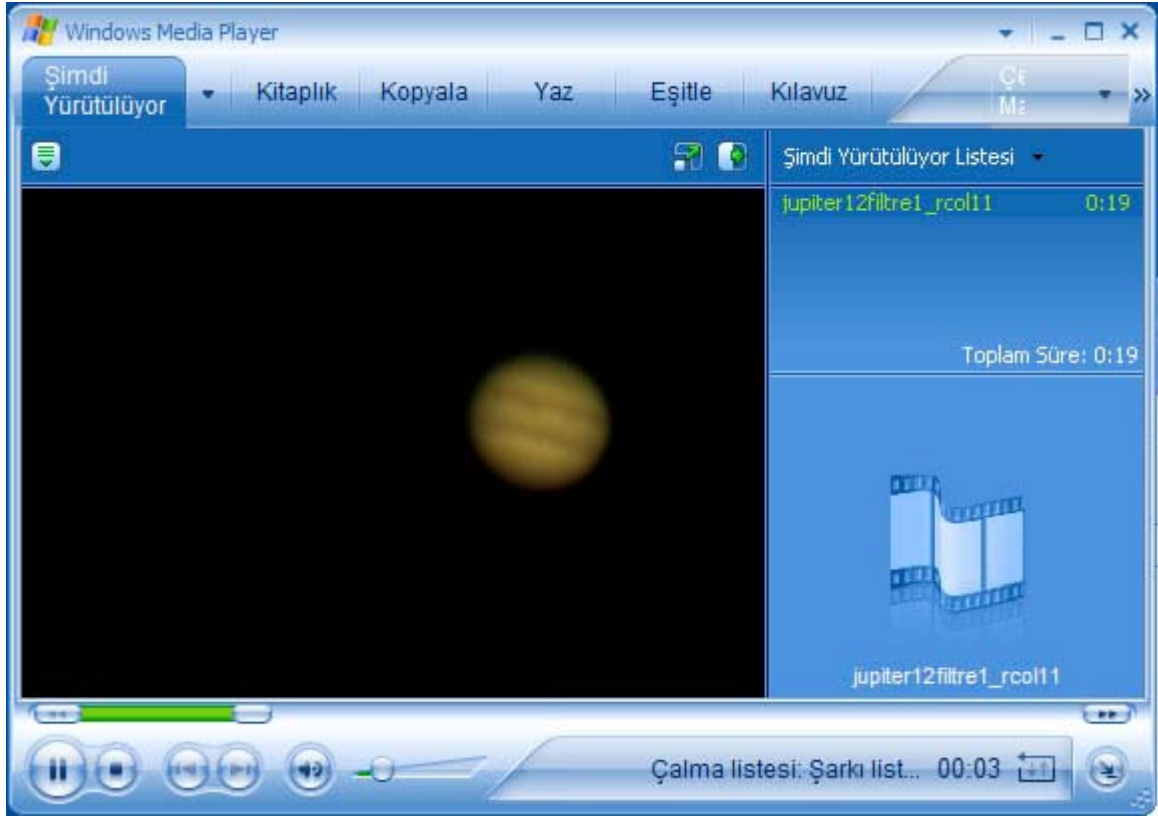 Windows Media Player
Şimdi
Yürütülüyor
Kitaplık
Kopyala
Yaz
Eşitle
Kılavuz
Şimdi Yürütülüyor Listesi
jupiter12filtre1_rcol11 0:19
Toplam Süre: 0:19
jupiter12filtre1_rcol11
Çalma listesi: Şarkı list... 00:03